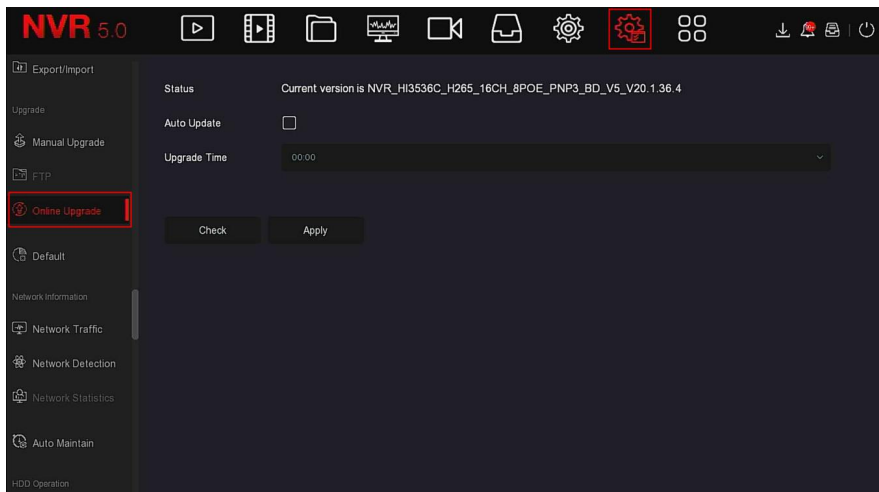 NVR 5.0
Export/Import
Upgrade
Manual Upgrade
FTP
Online Upgrade
Default
Network Information
Network Traffic
Network Detection
Network Statistics
Auto Maintain
HDD Operation
Status Current version is NVR_HI3536C_H265_16CH_8POE_PNP3_BD_V5_V20.1.36.4
Auto Update
Upgrade Time 00:00
Check Apply